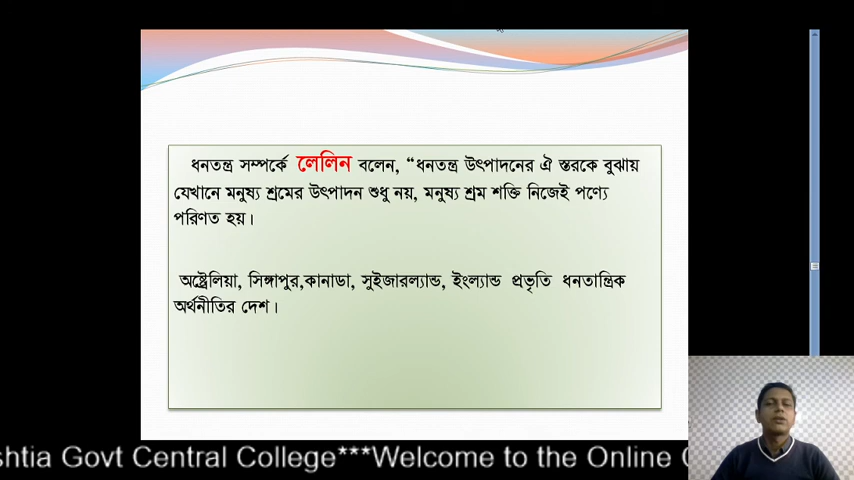 ধনতন্ত্র সম্পর্কে লেলিন বলেন, “ধনতন্ত্র উৎপাদনের ঐ স্তরকে বুঝায়
যেখানে মনুষ্য শ্রমের উৎপাদন শুধু নয়, মনুষ্য শ্রম শক্তি নিজেই পণ্যে
পরিণত হয়।
অষ্ট্রেলিয়া, সিঙ্গাপুর,কানাডা, সুইজারল্যান্ড, ইংল্যান্ড প্রভৃতি ধনতান্ত্রিক
অর্থনীতির দেশ।
shtia Govt Central College***Welcome to the Online